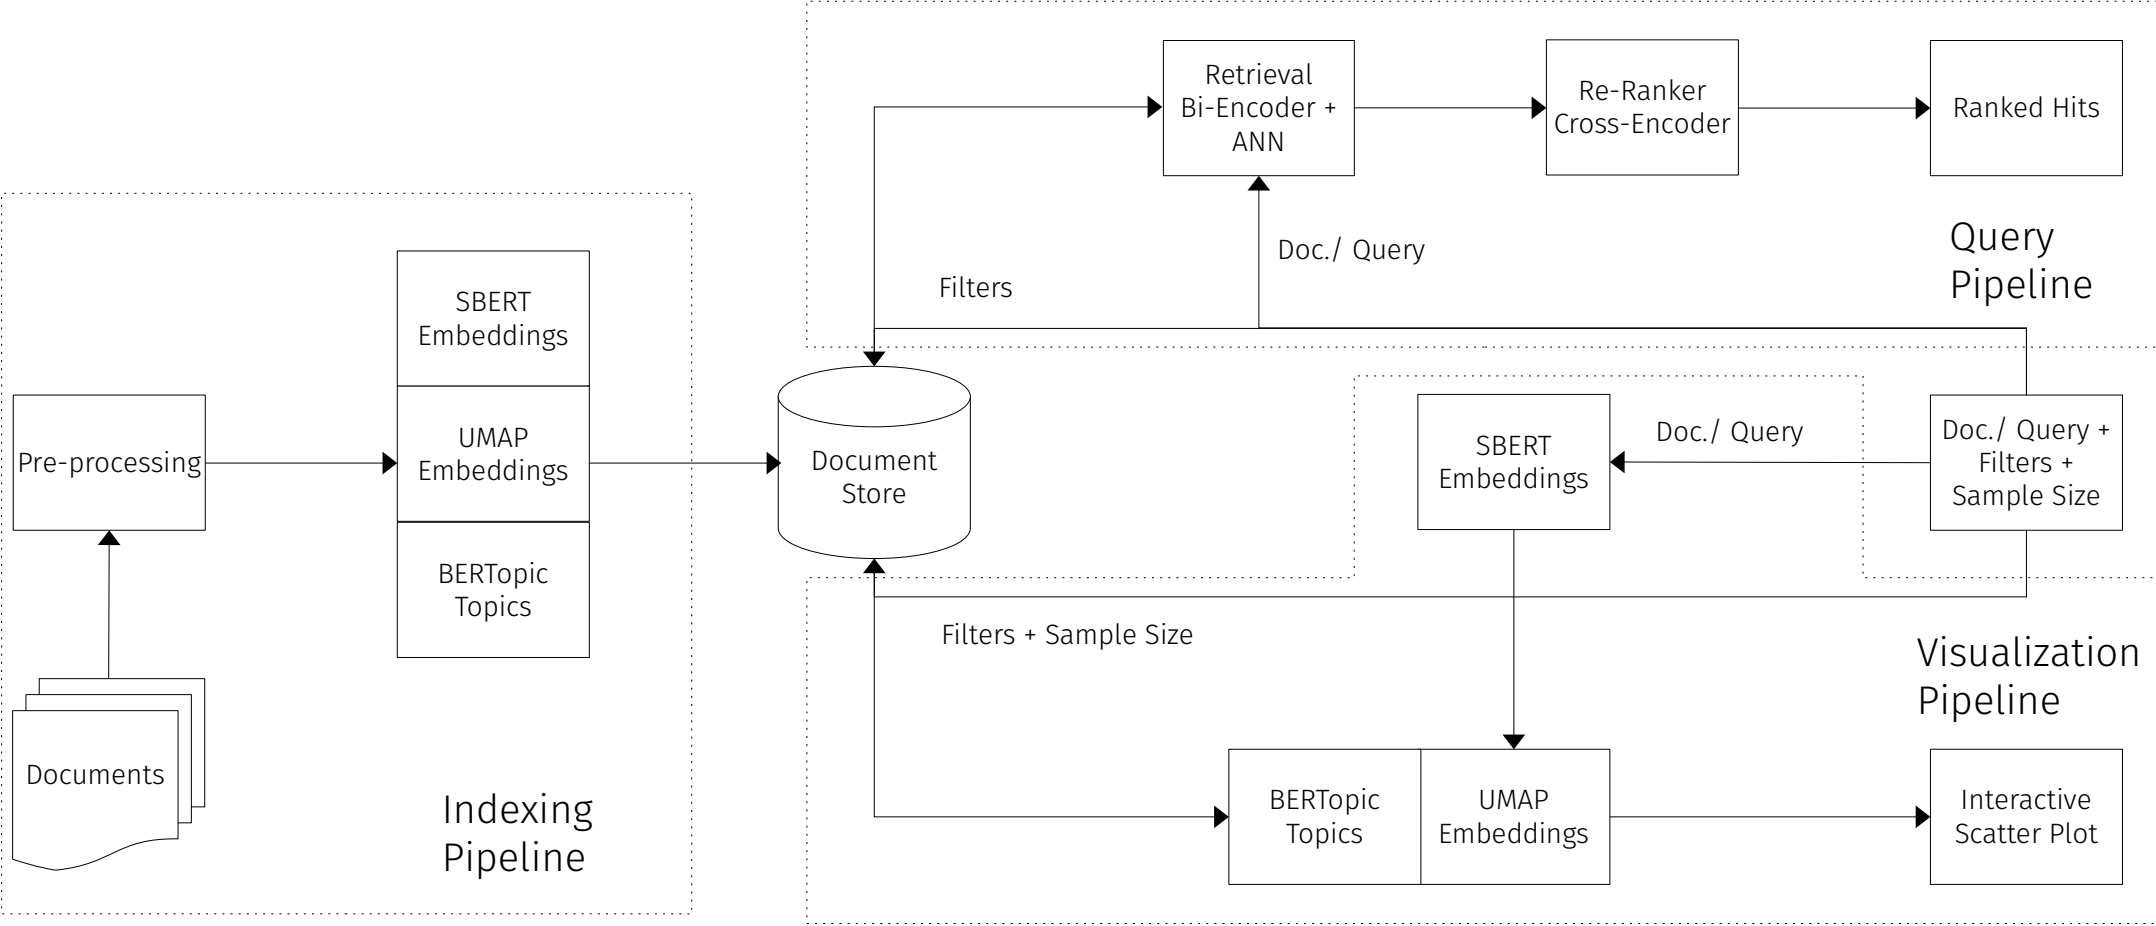 Retrieval
Bi-Encoder +
ANN
Re-Ranker
Cross-Encoder
Ranked Hits
Query
Pipeline
Doc./ Query
Filters
SBERT
Embeddings
UMAP
Embeddings
BERTopic
Topics
Pre-processing
Documents
Indexing
Pipeline
Document
Store
SBERT
Embeddings
Doc./ Query
Doc./ Query +
Filters +
Sample Size
Filters + Sample Size
Visualization
Pipeline
BERTopic
Topics
UMAP
Embeddings
Interactive
Scatter Plot